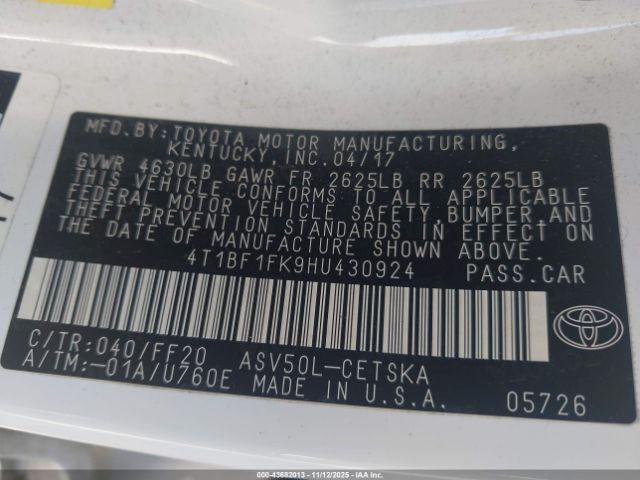 MFD.BY:TOYOTA MOTOR MANUFACTURING,
KENTUCKY,INC.04/17
GVWR 4630LB GAWR FR 2625LB RR 2625LB
THIS VEHICLE CONFORMS TO ALL APPLICABLE
FEDERAL MOTOR VEHICLE SAFETY,BUMPER,AND
THEFT PREVENTION STANDARDS IN EFFECT ON
THE DATE OF MANUFACTURE SHOWN ABOVE.
4T1BF1FK9HU430924 PASS.CAR
C/TR:040/FF20 ASV50L-CETSKA
A/TM:-01A/U760E MADE IN U.S.A. 05726
000-43682013 - 11/12/2025 - IAAI.COM